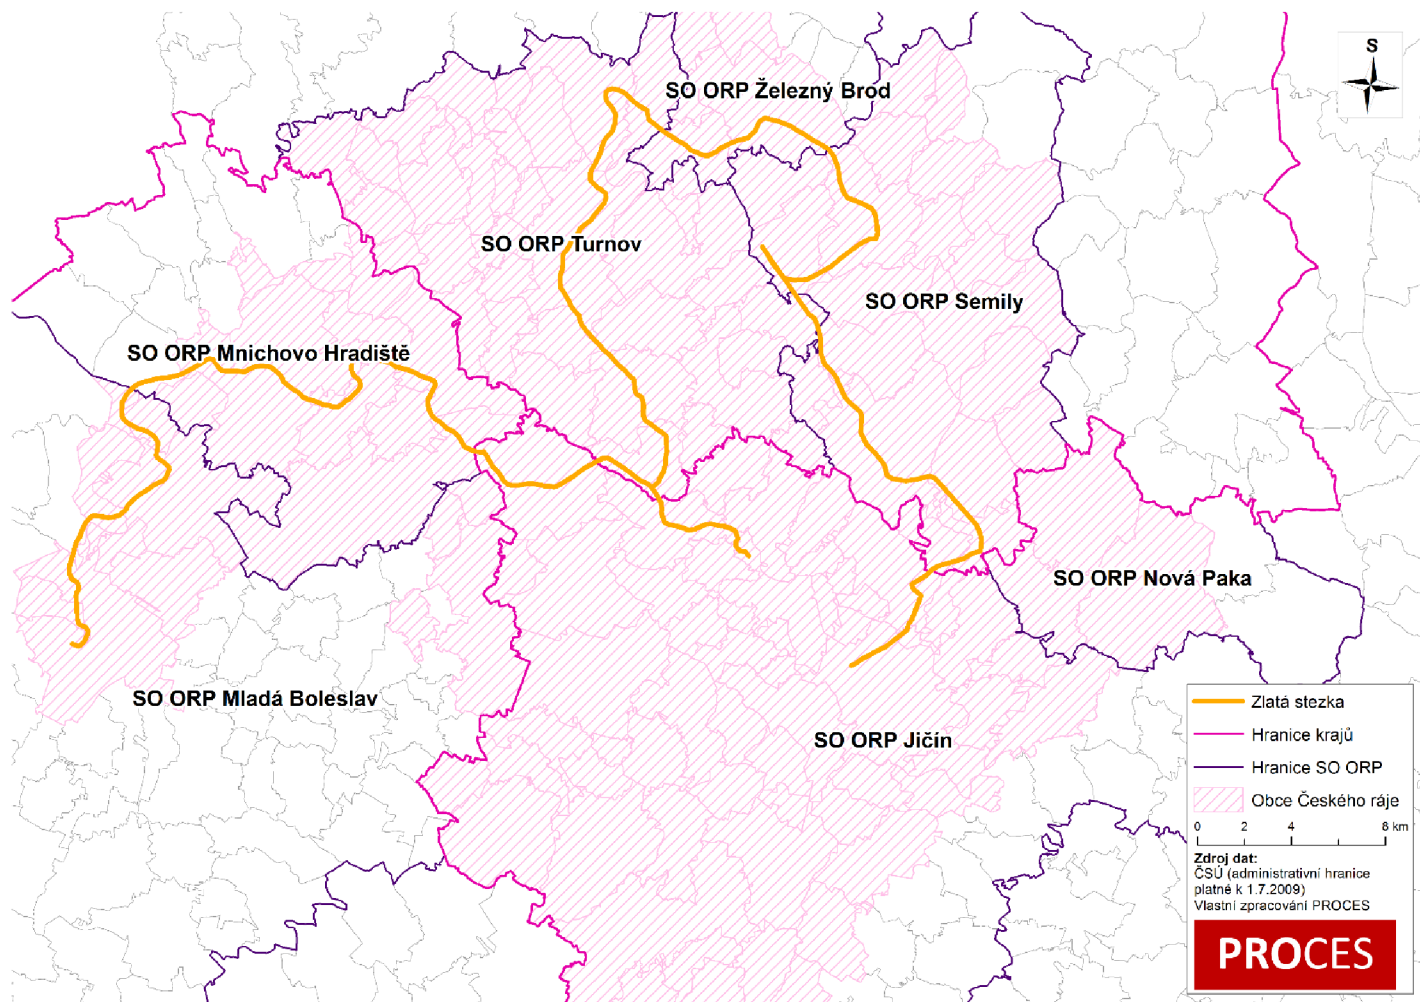 S
SO ORP Železný Brod
SO ORP Turnov
SO ORP Semily
SO ORP Mnichovo Hradiště
SO ORP Nová Paka
SO ORP Mladá Boleslav
SO ORP Jičín
Zlatá stezka
Hranice krajů
Hranice SO ORP
Obce Českého ráje
0 2 4 8 km
Zdroj dat:
ČSÚ (administrativní hranice
platné k 1.7.2009)
Vlastní zpracování PROCES
PROCES